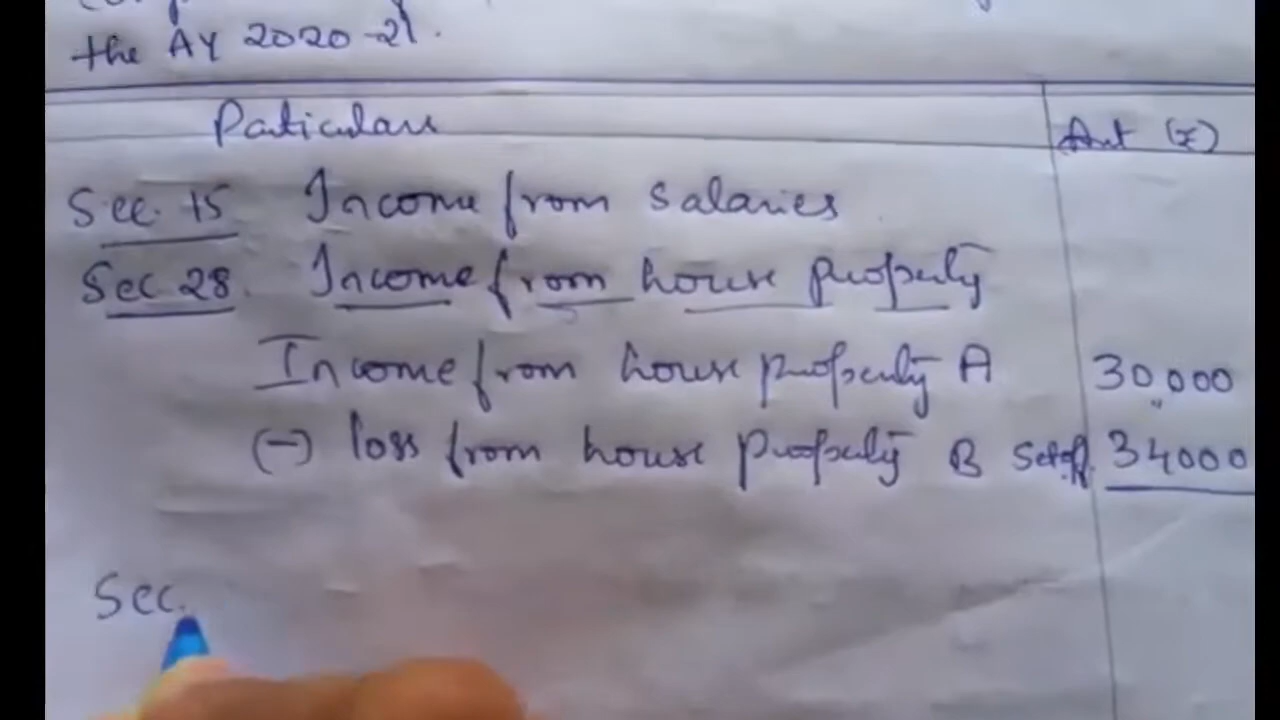 the AY 2020-21.
Particulars Amt (₹)
Sec. 15 Income from salaries
Sec 28. Income from house property
Income from house property A 30,000
(-) loss from house property B Setoff. 34000
Sec.